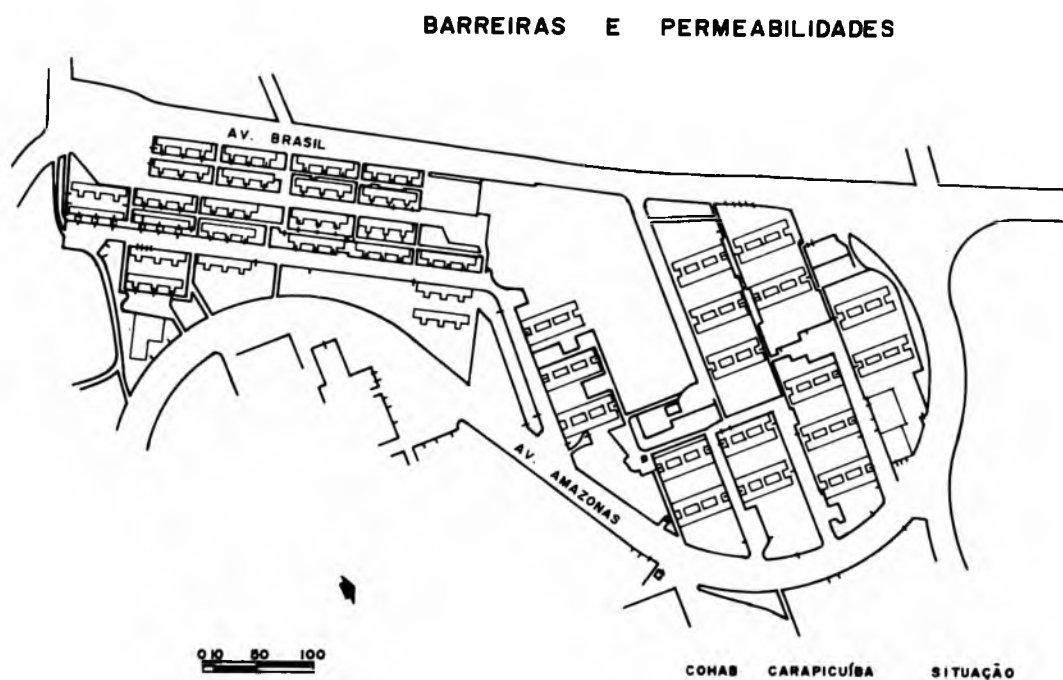 BARREIRAS E PERMEABILIDADES
AV. BRASIL
AV. AMAZONAS
0 10 50 100
COHAB CARAPICUÍBA SITUAÇÃO